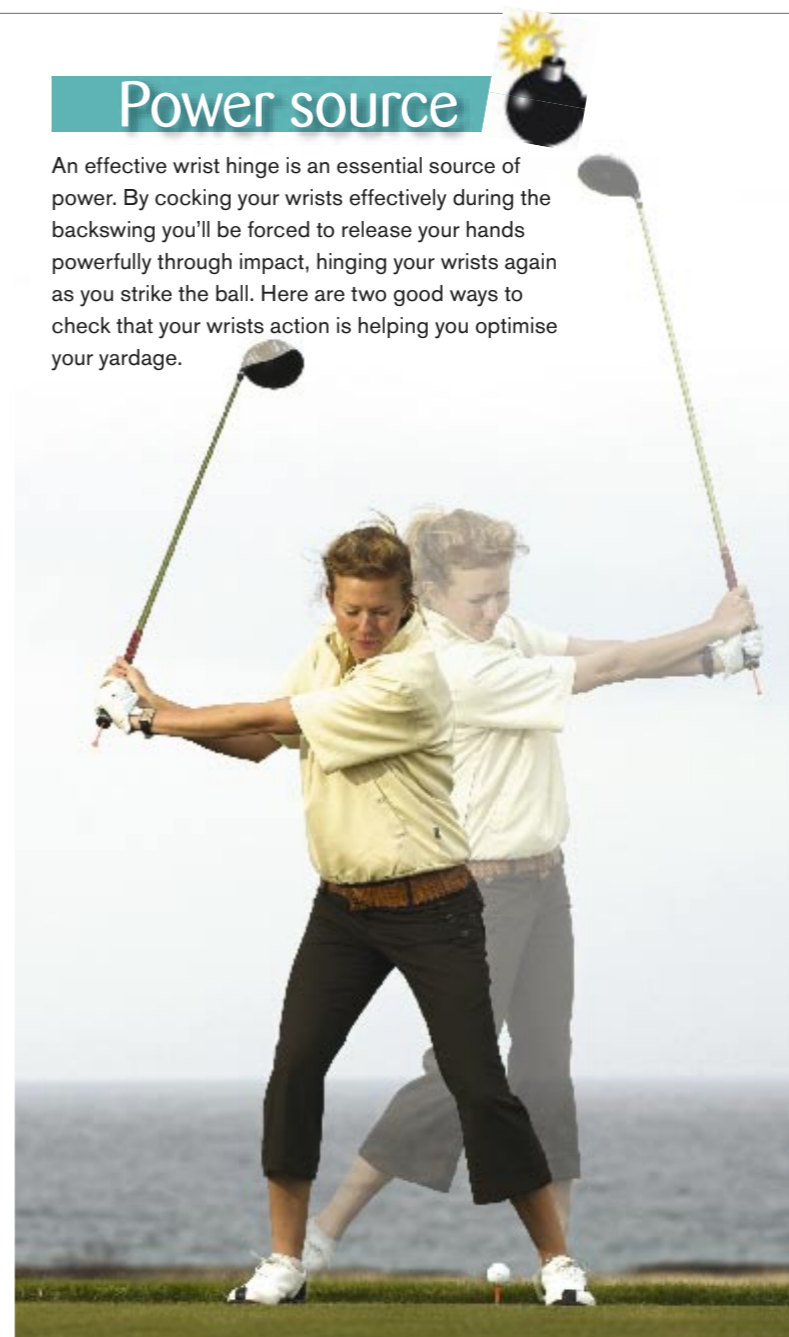 Power source
An effective wrist hinge is an essential source of
power. By cocking your wrists effectively during the
backswing you'll be forced to release your hands
powerfully through impact, hinging your wrists again
as you strike the ball. Here are two good ways to
check that your wrists action is helping you optimise
your yardage.